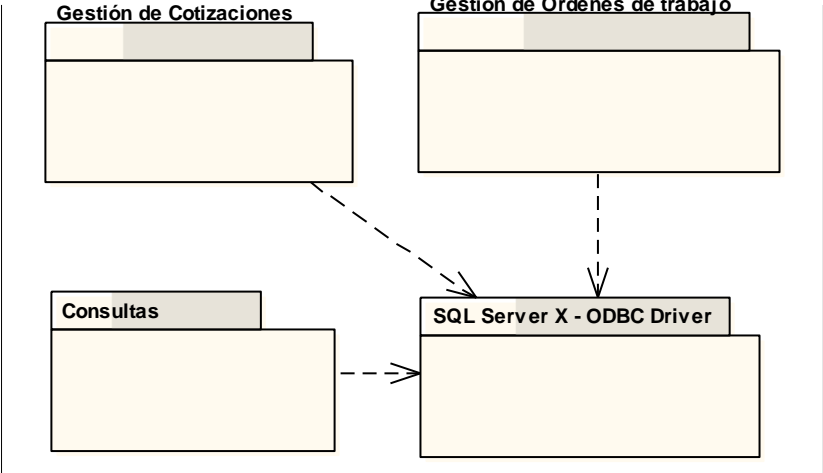 Gestión de Cotizaciones
Gestión de Ordenes de trabajo
Consultas
SQL Server X - ODBC Driver